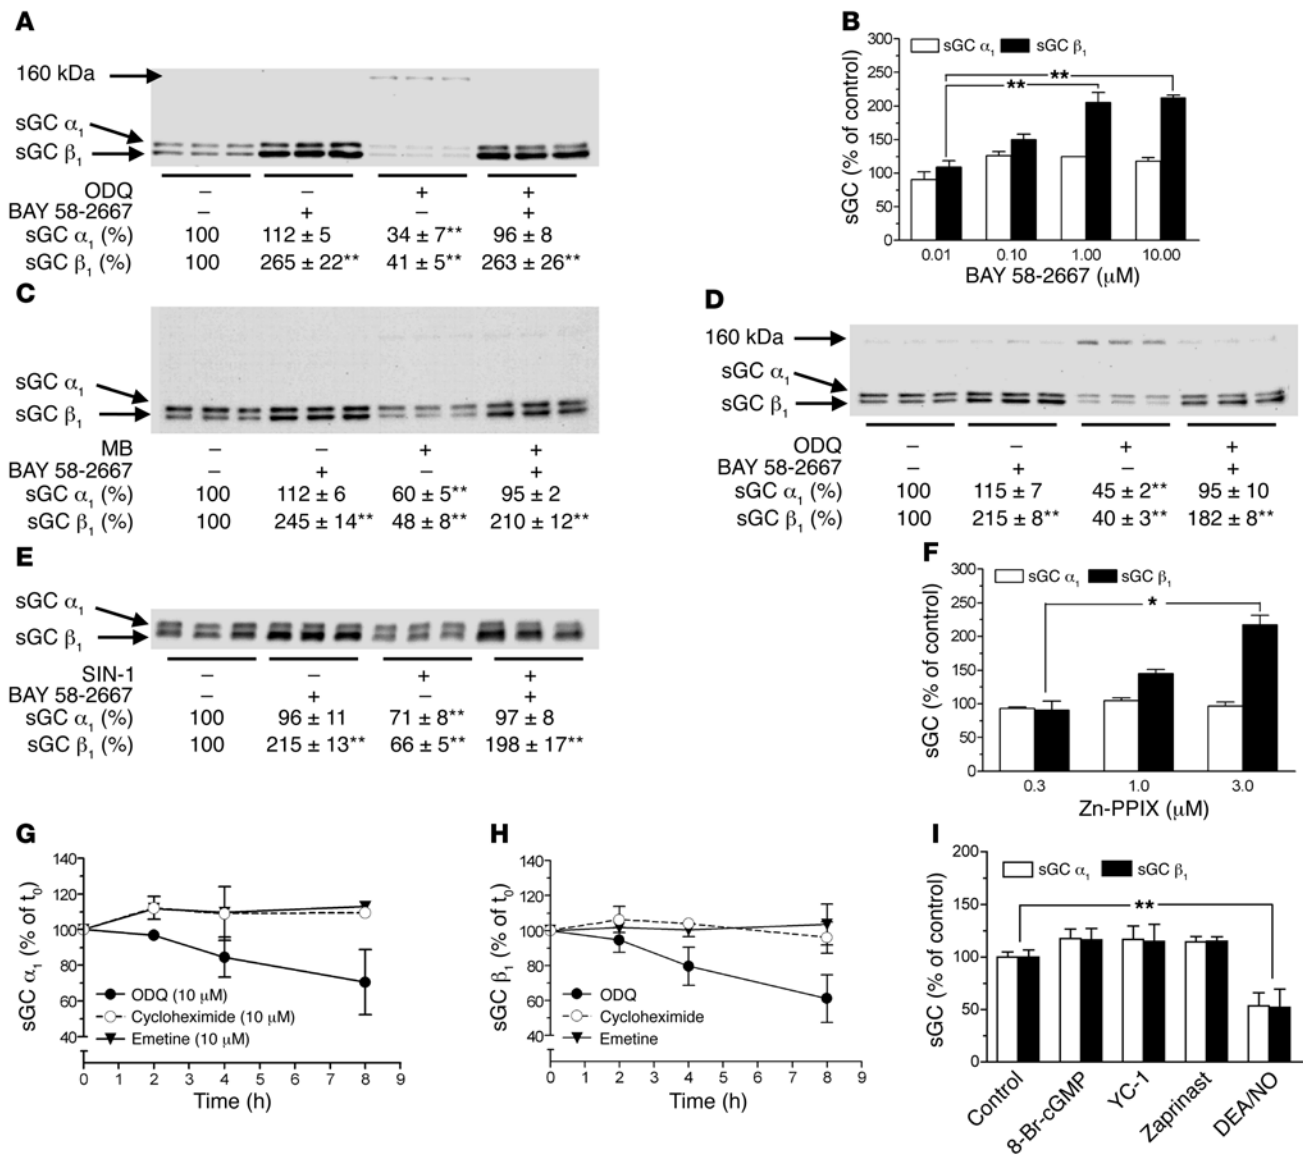 A
160 kDa
sGC α1
sGC β1
ODQ – – + +
BAY 58-2667 – + – +
sGC α1 (%) 100 112 ± 5 34 ± 7** 96 ± 8
sGC β1 (%) 100 265 ± 22** 41 ± 5** 263 ± 26**
B
sGC (% of control)
300
250
200
150
100
50
0
sGC α1 sGC β1
**
**
0.01 0.10 1.00 10.00
BAY 58-2667 (μM)
C
sGC α1
sGC β1
MB – – + +
BAY 58-2667 – + – +
sGC α1 (%) 100 112 ± 6 60 ± 5** 95 ± 2
sGC β1 (%) 100 245 ± 14** 48 ± 8** 210 ± 12**
D
160 kDa
sGC α1
sGC β1
ODQ – – + +
BAY 58-2667 – + – +
sGC α1 (%) 100 115 ± 7 45 ± 2** 95 ± 10
sGC β1 (%) 100 215 ± 8** 40 ± 3** 182 ± 8**
E
sGC α1
sGC β1
SIN-1 – – + +
BAY 58-2667 – + – +
sGC α1 (%) 100 96 ± 11 71 ± 8** 97 ± 8
sGC β1 (%) 100 215 ± 13** 66 ± 5** 198 ± 17**
F
sGC (% of control)
300
250
200
150
100
50
0
sGC α1 sGC β1
*
0.3 1.0 3.0
Zn-PPIX (μM)
G
sGC α1 (% of t0)
140
120
100
80
60
40
ODQ (10 μM)
Cycloheximide (10 μM)
Emetine (10 μM)
0 1 2 3 4 5 6 7 8 9
Time (h)
H
sGC β1 (% of t0)
140
120
100
80
60
40
ODQ
Cycloheximide
Emetine
0 1 2 3 4 5 6 7 8 9
Time (h)
I
sGC (% of control)
200
150
100
50
0
sGC α1 sGC β1
**
Control
8-Br-cGMP
YC-1
Zaprinast
DEA/NO